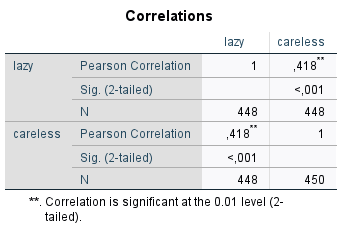 Correlations
lazy careless
lazy Pearson Correlation 1 ,418**
Sig. (2-tailed) <,001
N 448 448
careless Pearson Correlation ,418** 1
Sig. (2-tailed) <,001
N 448 450
**. Correlation is significant at the 0.01 level (2-
tailed).